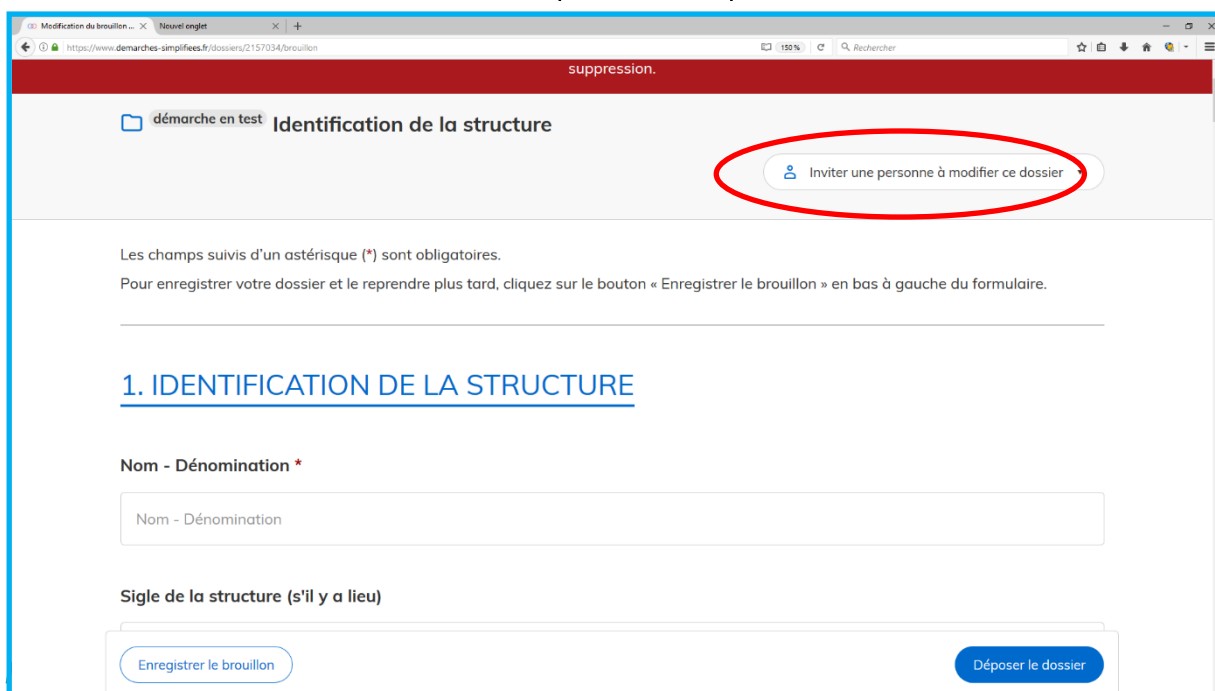 Modification du brouillon ... × Nouvel onglet × +
https://www.demarches-simplifiees.fr/dossiers/2157034/brouillon 150% Rechercher
suppression.
démarche en test Identification de la structure
Inviter une personne à modifier ce dossier
Les champs suivis d'un astérisque (*) sont obligatoires.
Pour enregistrer votre dossier et le reprendre plus tard, cliquez sur le bouton « Enregistrer le brouillon » en bas à gauche du formulaire.
1. IDENTIFICATION DE LA STRUCTURE
Nom - Dénomination *
Nom - Dénomination
Sigle de la structure (s'il y a lieu)
Enregistrer le brouillon Déposer le dossier